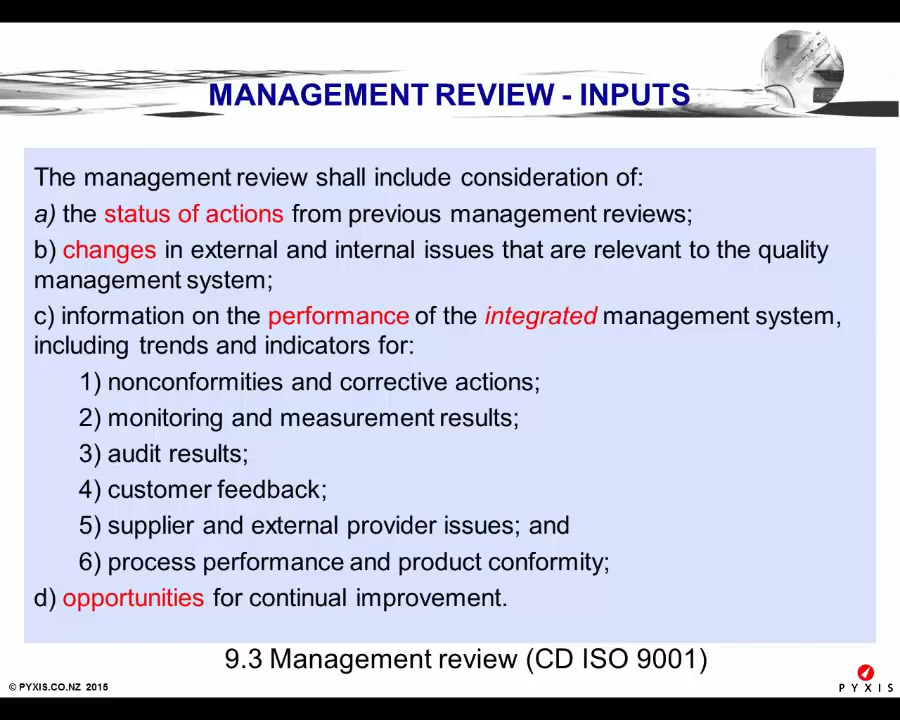 MANAGEMENT REVIEW - INPUTS
The management review shall include consideration of:
a) the status of actions from previous management reviews;
b) changes in external and internal issues that are relevant to the quality
management system;
c) information on the performance of the integrated management system,
including trends and indicators for:
1) nonconformities and corrective actions;
2) monitoring and measurement results;
3) audit results;
4) customer feedback;
5) supplier and external provider issues; and
6) process performance and product conformity;
d) opportunities for continual improvement.
9.3 Management review (CD ISO 9001)
© PYXIS.CO.NZ 2015
PYXIS